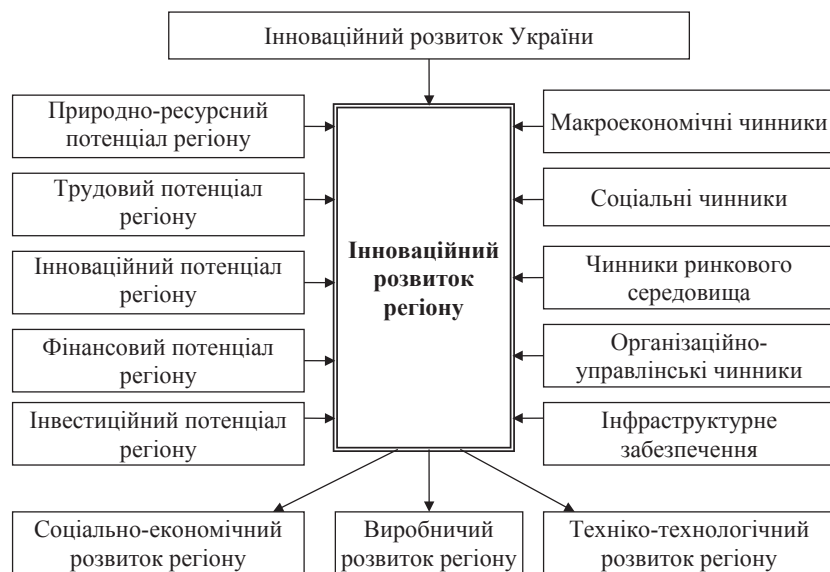 Інноваційний розвиток України
Природно-ресурсний
потенціал регіону
Макроекономічні чинники
Трудовий потенціал
регіону
Соціальні чинники
Інноваційний
розвиток
регіону
Інноваційний потенціал
регіону
Чинники ринкового
середовища
Фінансовий потенціал
регіону
Організаційно-
управлінські чинники
Інвестиційний потенціал
регіону
Інфраструктурне
забезпечення
Соціально-економічний
розвиток регіону
Виробничий
розвиток регіону
Техніко-технологічний
розвиток регіону